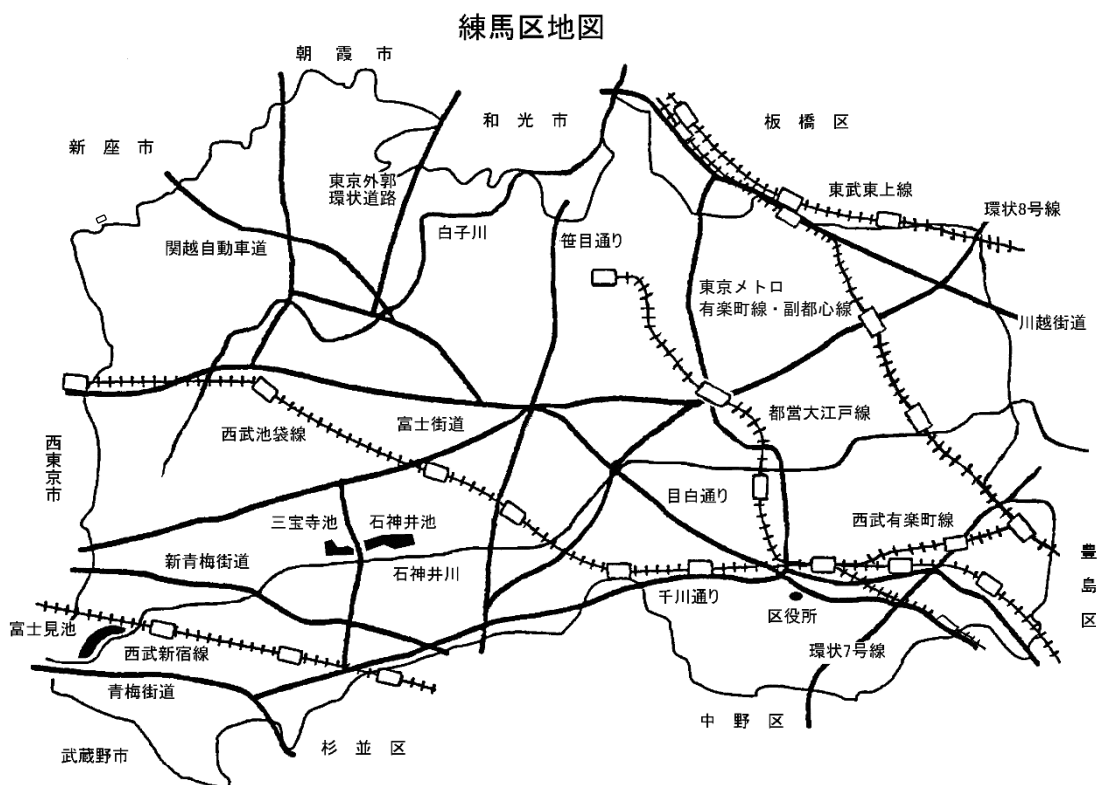 練馬区地図
朝霞市
和光市
板橋区
新座市
東京外郭
環状道路
東武東上線
環状8号線
関越自動車道
白子川
笹目通り
東京メトロ
有楽町線・副都心線
川越街道
西武池袋線
富士街道
都営大江戸線
西東京市
目白通り
三宝寺池
石神井池
西武有楽町線
新青梅街道
石神井川
豊島区
千川通り
区役所
富士見池
西武新宿線
環状7号線
青梅街道
中野区
武蔵野市
杉並区